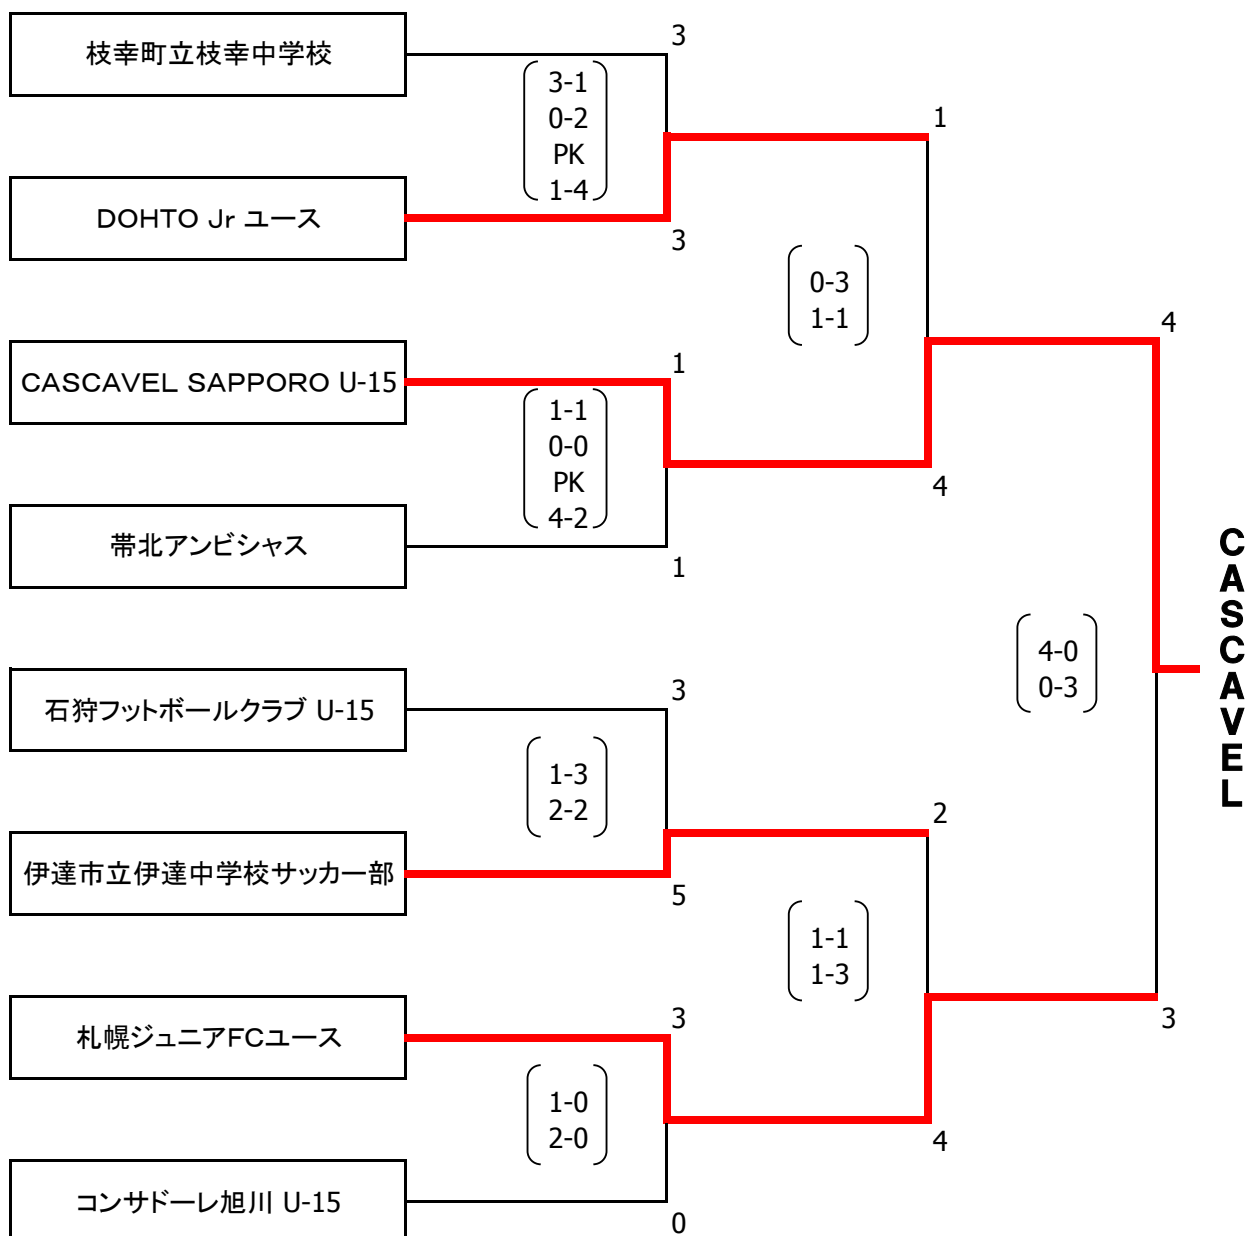 枝幸町立枝幸中学校
3
3-1
0-2
PK
1-4
DOHTO Jr ユース
3
1
0-3
1-1
CASCAVEL SAPPORO U-15
1
1-1
0-0
PK
4-2
帯北アンビシャス
1
4
4
4-0
0-3
CASCAVEL
石狩フットボールクラブ U-15
3
1-3
2-2
伊達市立伊達中学校サッカー部
5
2
1-1
1-3
札幌ジュニアFCユース
3
1-0
2-0
コンサドーレ旭川 U-15
0
4
3